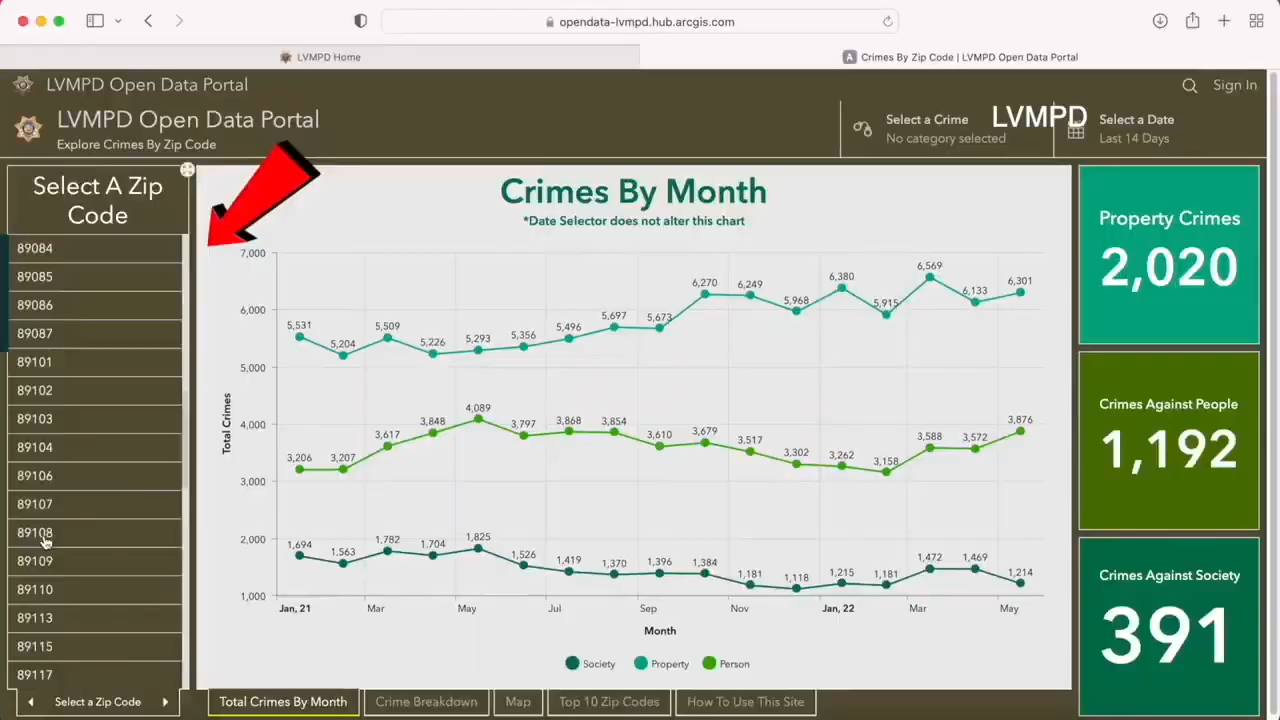 opendata-lvmpd.hub.arcgis.com
LVMPD Home
A Crimes By Zip Code | LVMPD Open Data Portal
LVMPD Open Data Portal
Sign In
LVMPD Open Data Portal
Explore Crimes By Zip Code
Select a Crime
No category selected
LVMPD
Select a Date
Last 14 Days
Select A Zip
Code
89084
89085
89086
89087
89101
89102
89103
89104
89106
89107
89108
89109
89110
89113
89115
89117
Select a Zip Code
Crimes By Month
*Date Selector does not alter this chart
Total Crimes
7,000
6,000
5,000
4,000
3,000
2,000
1,000
5,531 5,204 5,509 5,226 5,293 5,356 5,496 5,697 5,673 6,270 6,249 5,968 6,380 5,915 6,569 6,133 6,301
3,206 3,207 3,617 3,848 4,089 3,797 3,868 3,854 3,610 3,679 3,517 3,302 3,262 3,158 3,588 3,572 3,876
1,694 1,563 1,782 1,704 1,825 1,526 1,419 1,370 1,396 1,384 1,181 1,118 1,215 1,181 1,472 1,469 1,214
Jan, 21 Mar May Jul Sep Nov Jan, 22 Mar May
Month
Society Property Person
Total Crimes By Month Crime Breakdown Map Top 10 Zip Codes How To Use This Site
Property Crimes
2,020
Crimes Against People
1,192
Crimes Against Society
391